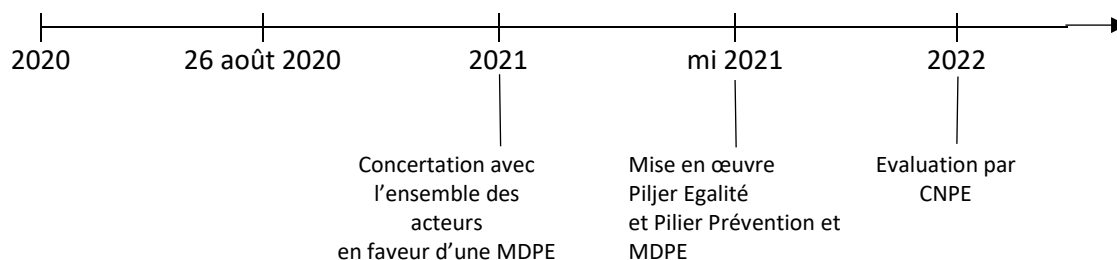 2020 26 août 2020 2021 mi 2021 2022
Concertation avec
l'ensemble des
acteurs
en faveur d'une MDPE
Mise en œuvre
Piljer Egalité
et Pilier Prévention et
MDPE
Evaluation par
CNPE